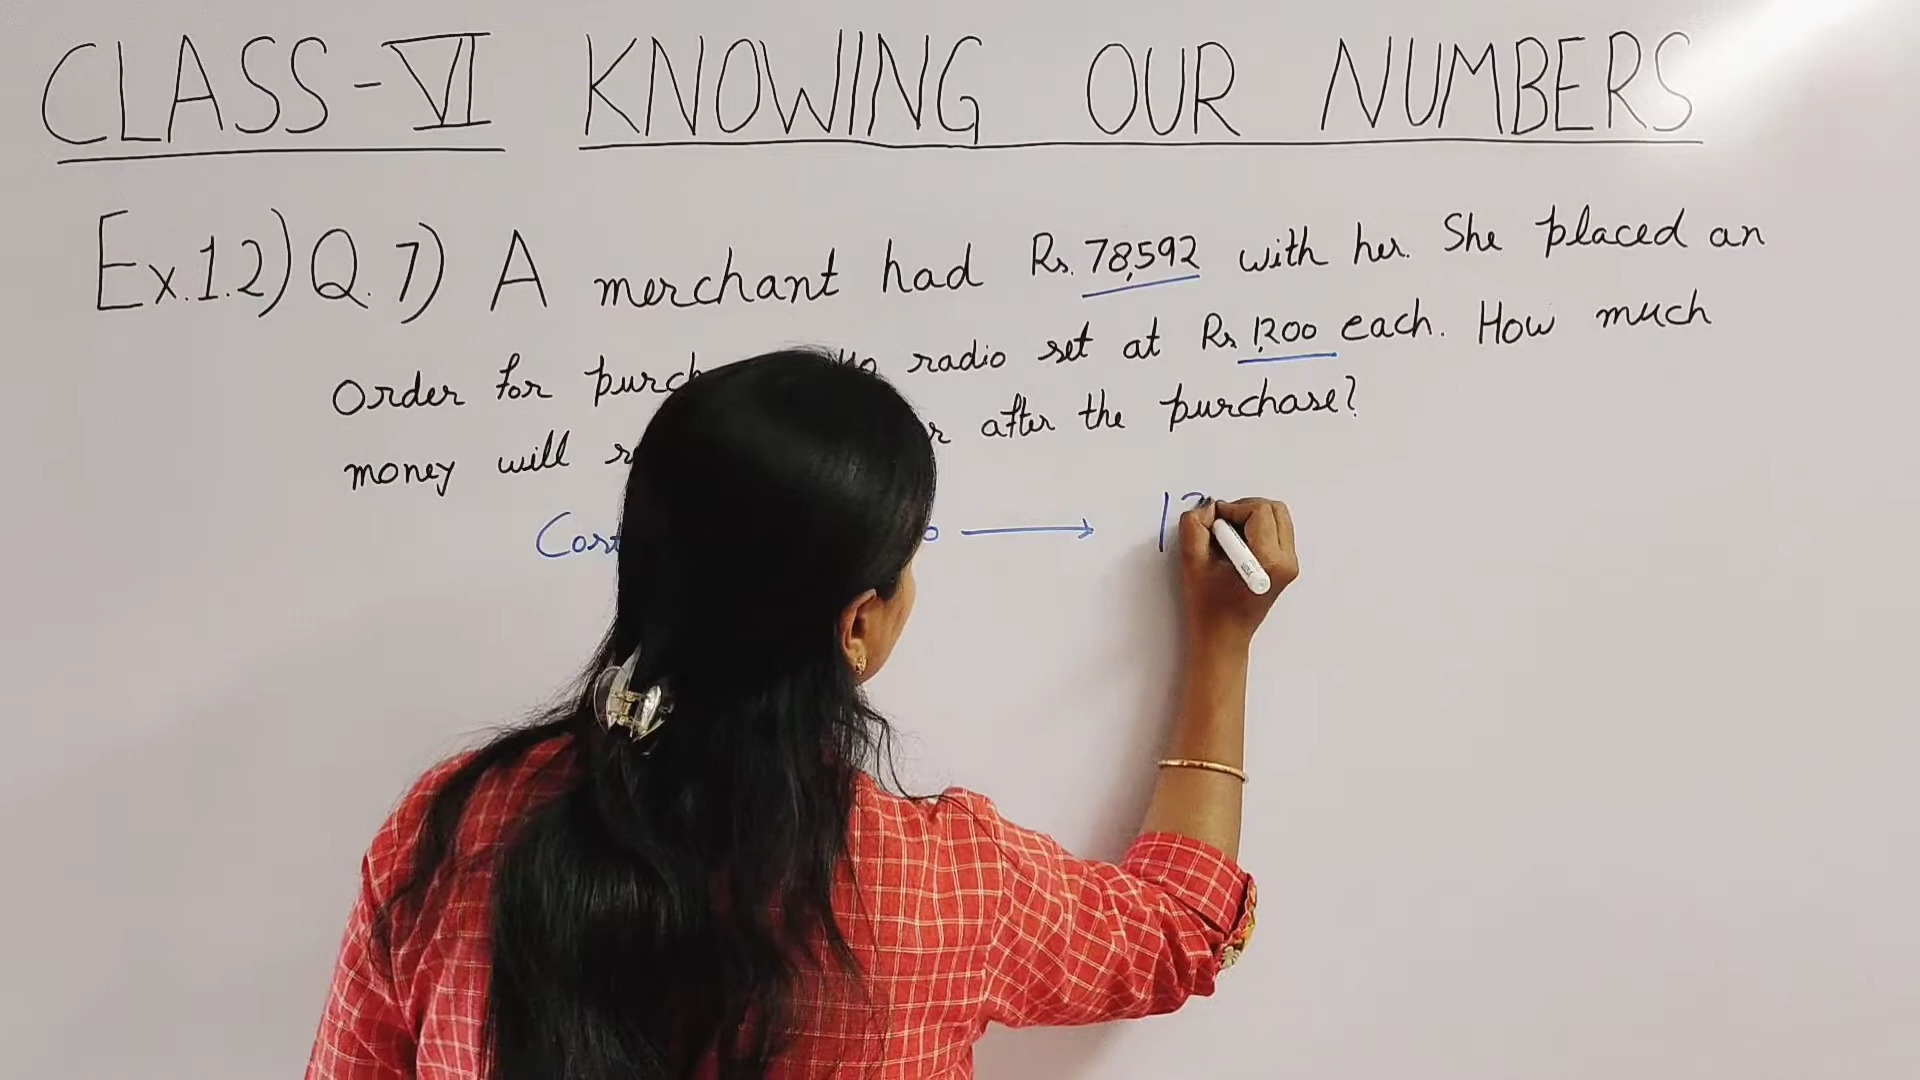 CLASS-VI KNOWING OUR NUMBERS
Ex.1.2) Q.7) A merchant had Rs. 78,592 with her. She placed an
order for radio set at Rs 1,200 each. How much
money will after the purchase?
Cost →